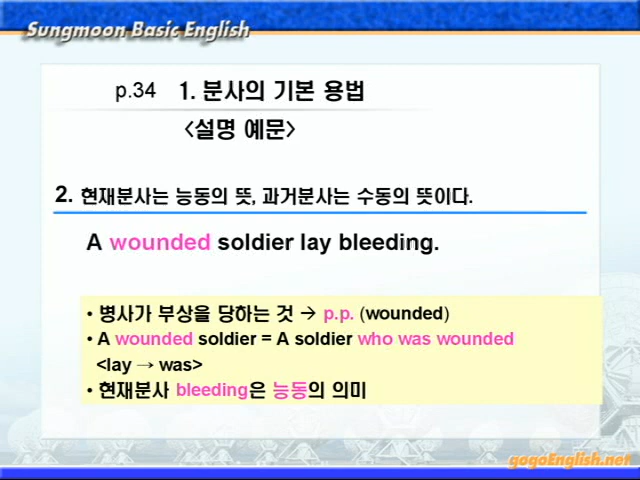 Sungmoon Basic English
p.34 1. 분사의 기본 용법
<설명 예문>
2. 현재분사는 능동의 뜻, 과거분사는 수동의 뜻이다.
A wounded soldier lay bleeding.
• 병사가 부상을 당하는 것 → p.p. (wounded)
• A wounded soldier = A soldier who was wounded
<lay → was>
• 현재분사 bleeding은 능동의 의미
gogoEnglish.net